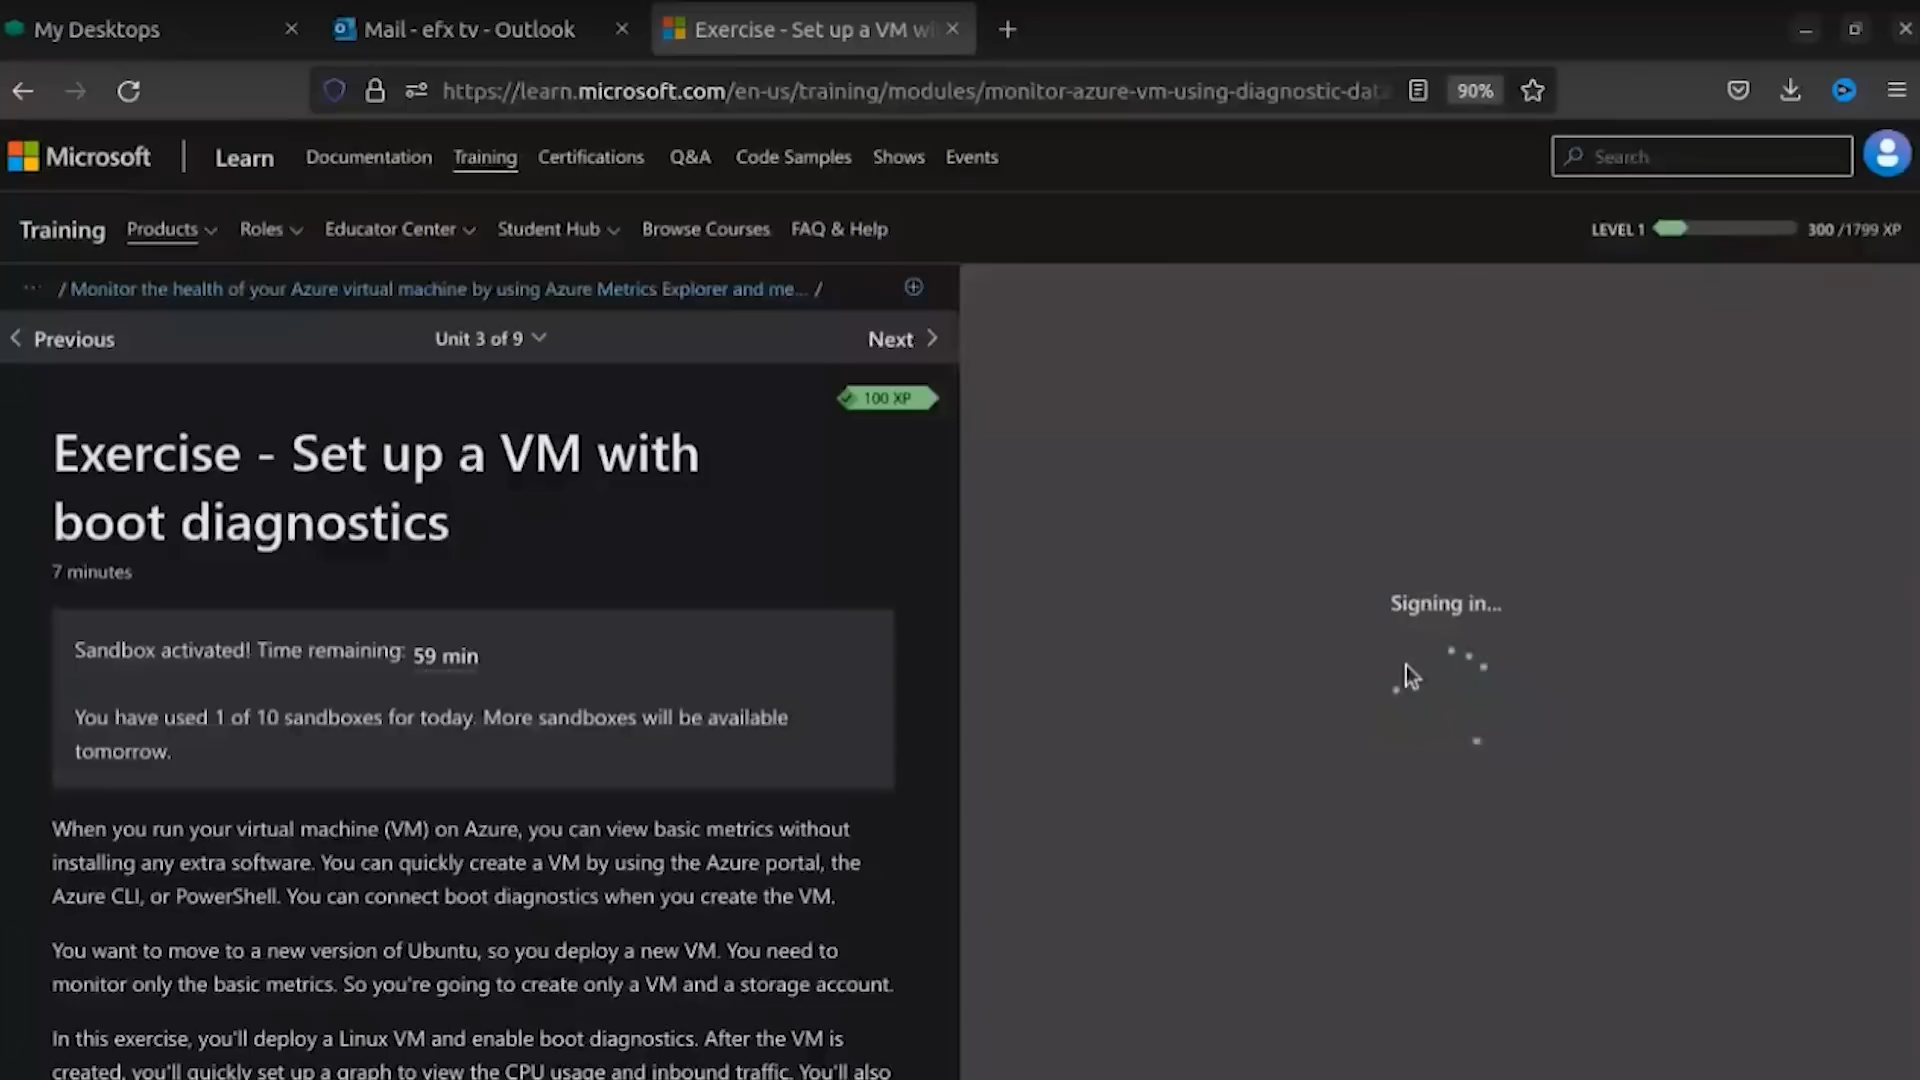 My Desktops
Mail - efx tv - Outlook
Exercise - Set up a VM wi
https://learn.microsoft.com/en-us/training/modules/monitor-azure-vm-using-diagnostic-dat
90%
Microsoft
Learn
Documentation
Training
Certifications
Q&A
Code Samples
Shows
Events
Search
Training
Products
Roles
Educator Center
Student Hub
Browse Courses
FAQ & Help
LEVEL 1
300 /1799 XP
... / Monitor the health of your Azure virtual machine by using Azure Metrics Explorer and me... /
Previous
Unit 3 of 9
Next
100 XP
Exercise - Set up a VM with
boot diagnostics
7 minutes
Sandbox activated! Time remaining: 59 min
You have used 1 of 10 sandboxes for today. More sandboxes will be available
tomorrow.
When you run your virtual machine (VM) on Azure, you can view basic metrics without
installing any extra software. You can quickly create a VM by using the Azure portal, the
Azure CLI, or PowerShell. You can connect boot diagnostics when you create the VM.
You want to move to a new version of Ubuntu, so you deploy a new VM. You need to
monitor only the basic metrics. So you're going to create only a VM and a storage account.
In this exercise, you'll deploy a Linux VM and enable boot diagnostics. After the VM is
created, you'll quickly set up a graph to view the CPU usage and inbound traffic. You'll also
Signing in...